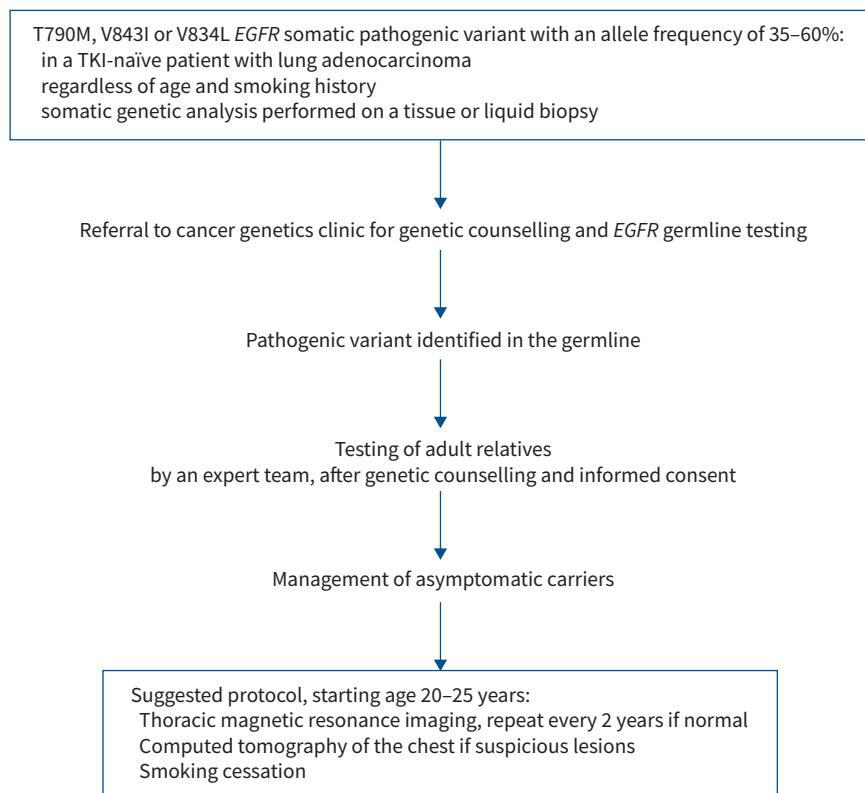 T790M, V843I or V834L EGFR somatic pathogenic variant with an allele frequency of 35–60%:
in a TKI-naïve patient with lung adenocarcinoma
regardless of age and smoking history
somatic genetic analysis performed on a tissue or liquid biopsy
Referral to cancer genetics clinic for genetic counselling and EGFR germline testing
Pathogenic variant identified in the germline
Testing of adult relatives
by an expert team, after genetic counselling and informed consent
Management of asymptomatic carriers
Suggested protocol, starting age 20–25 years:
Thoracic magnetic resonance imaging, repeat every 2 years if normal
Computed tomography of the chest if suspicious lesions
Smoking cessation